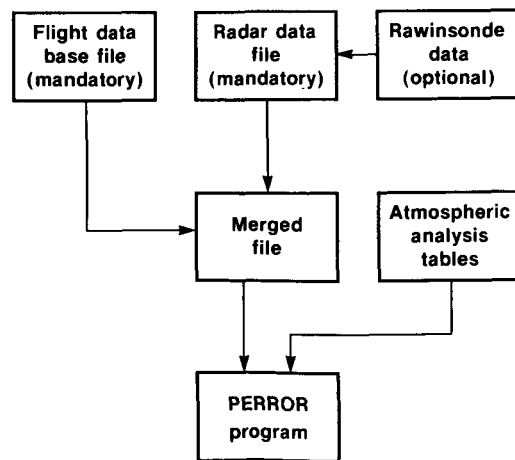 Flight data
base file
(mandatory)
Radar data
file
(mandatory)
Rawinsonde
data
(optional)
Merged
file
Atmospheric
analysis
tables
PERROR
program